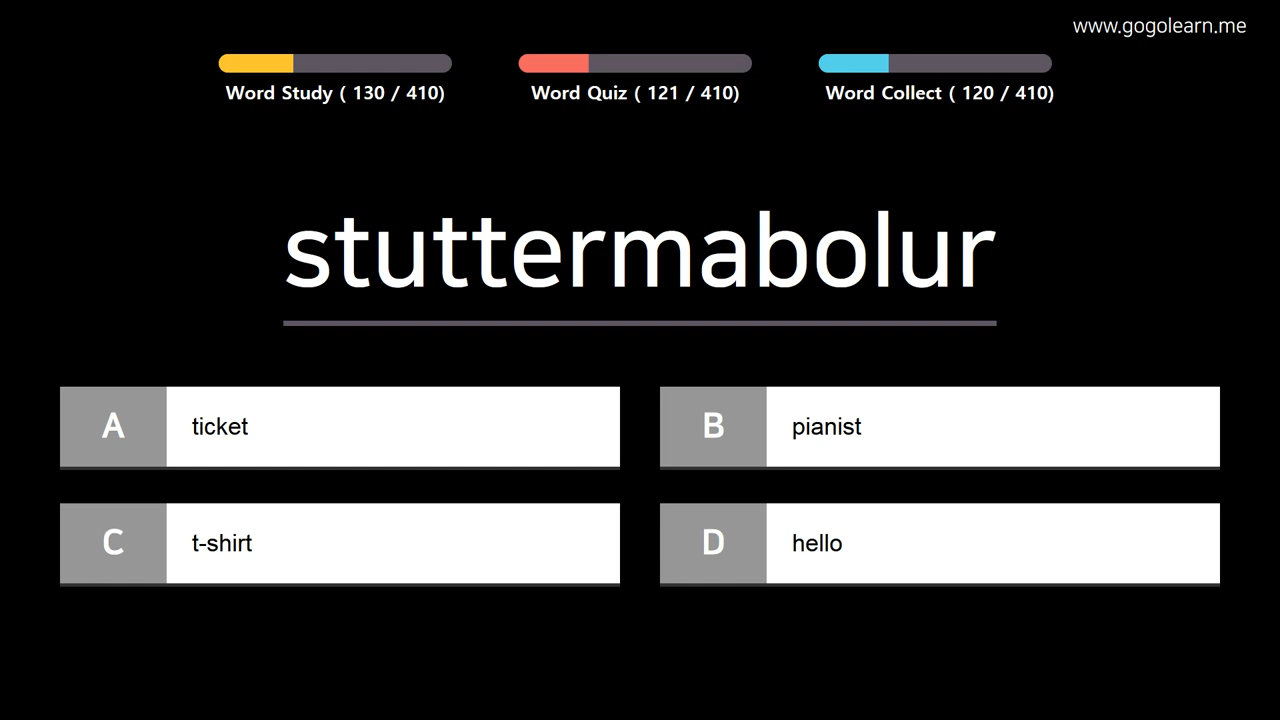 www.gogolearn.me
Word Study ( 130 / 410)
Word Quiz ( 121 / 410)
Word Collect ( 120 / 410)
stuttermabolur
A ticket
B pianist
C t-shirt
D hello